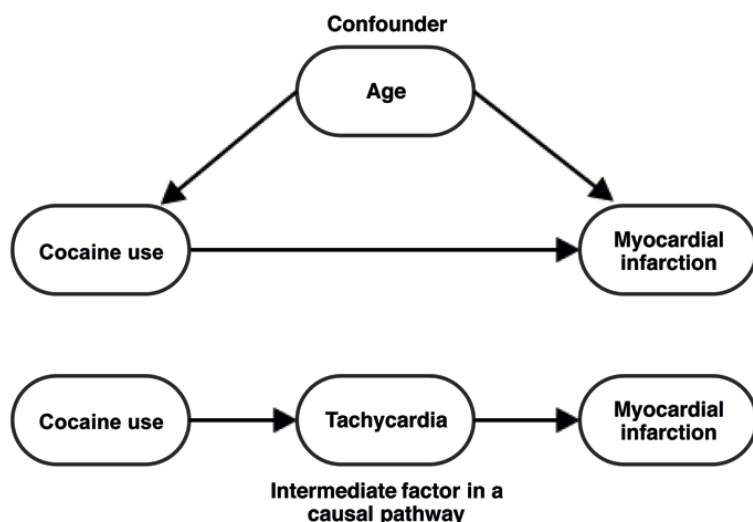 Confounder
Age
Cocaine use
Myocardial
infarction
Cocaine use
Tachycardia
Myocardial
infarction
Intermediate factor in a
causal pathway